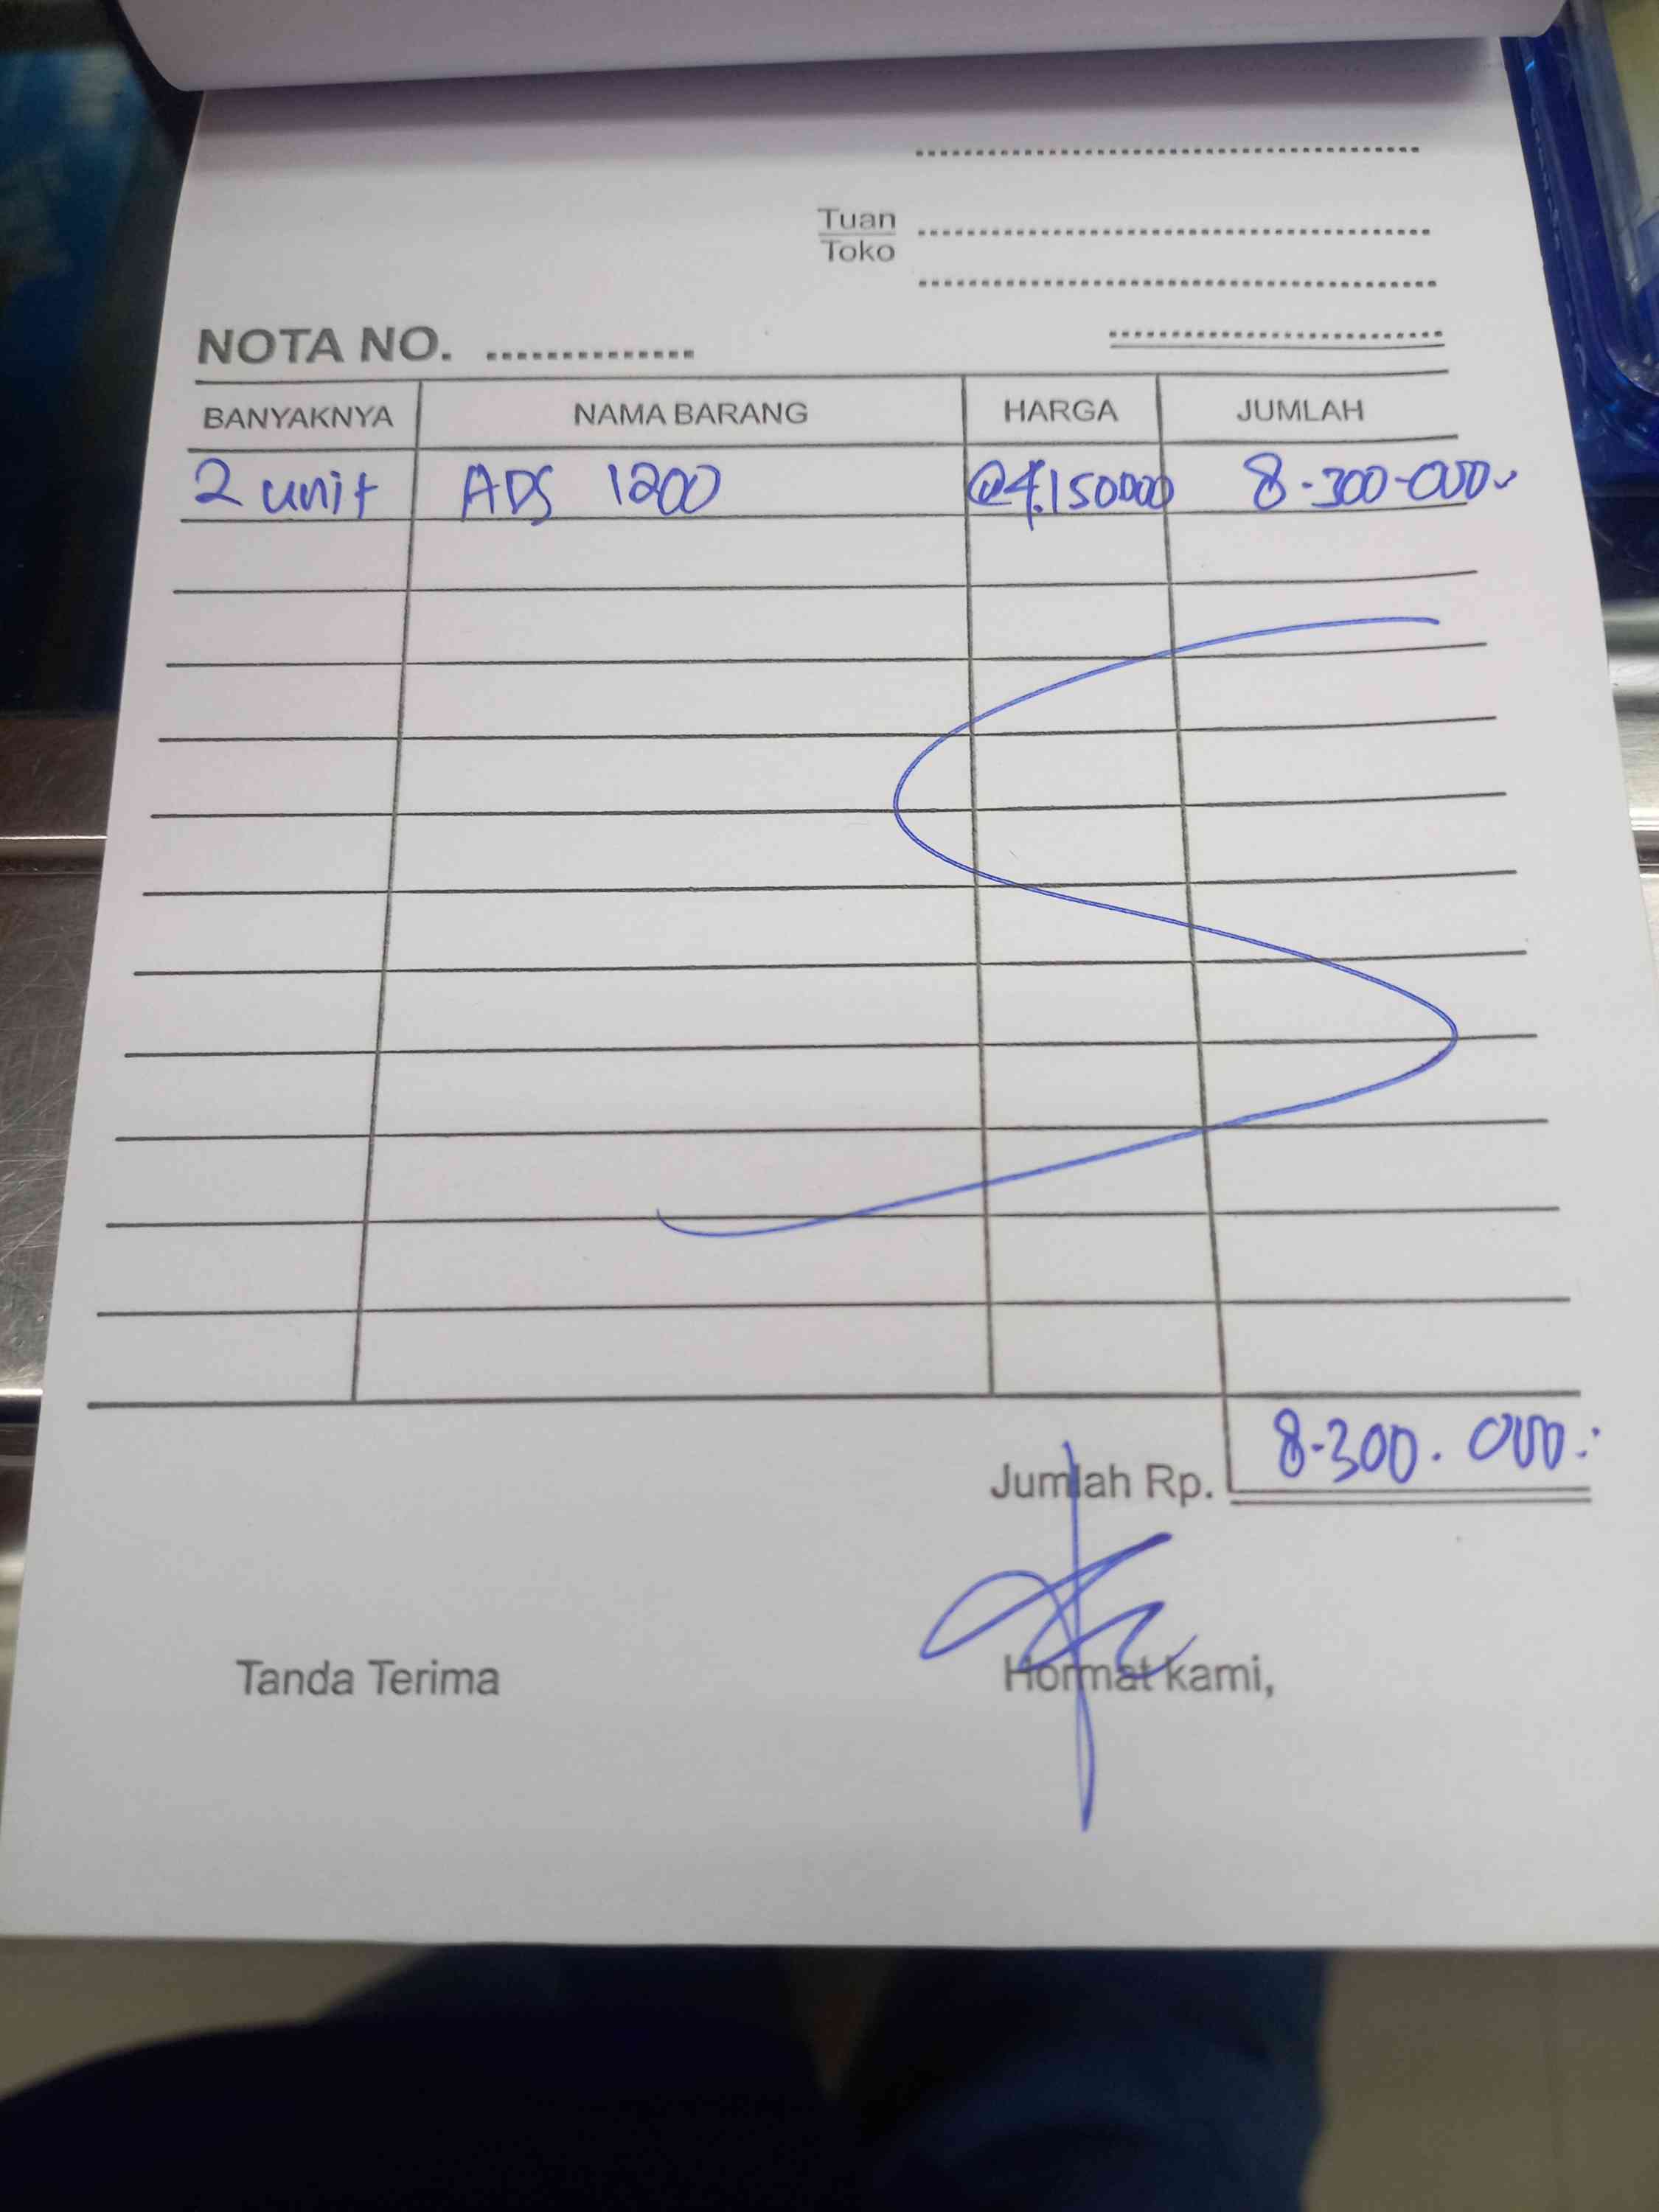 Tuan
Toko
NOTA NO.
BANYAKNYA NAMA BARANG HARGA JUMLAH
2 unit ADS 1200 @4.150000 8.300.000
Jumlah Rp. 8.300.000
Tanda Terima Hormat kami,